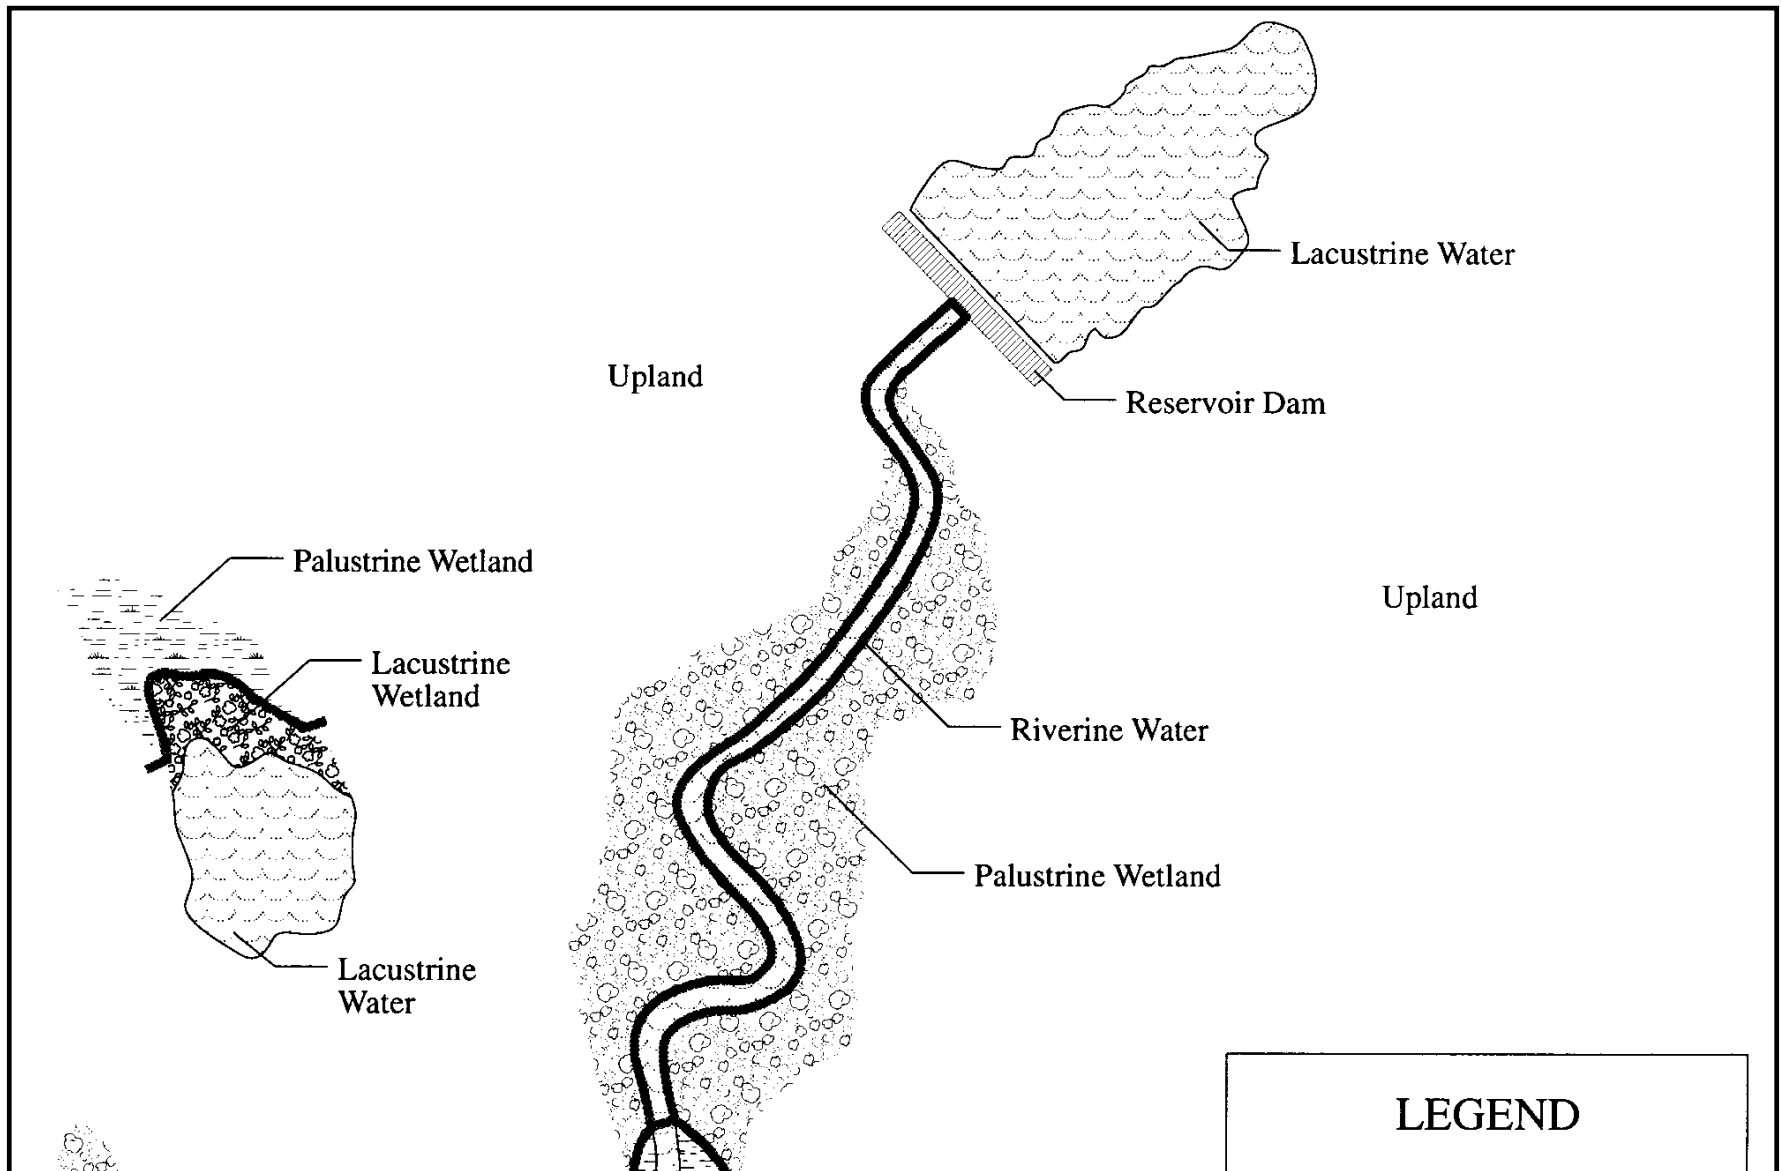 Lacustrine Water
Upland
Reservoir Dam
Palustrine Wetland
Upland
Lacustrine
Wetland
Riverine Water
Palustrine Wetland
Lacustrine
Water
LEGEND